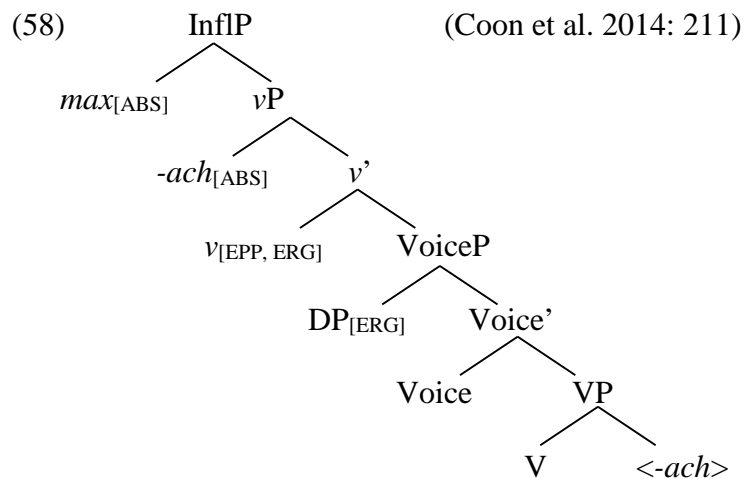 (58) InflP (Coon et al. 2014: 211)
max[ABS] vP
-ach[ABS] v’
v[EPP, ERG] VoiceP
DP[ERG] Voice’
Voice VP
V <-ach>